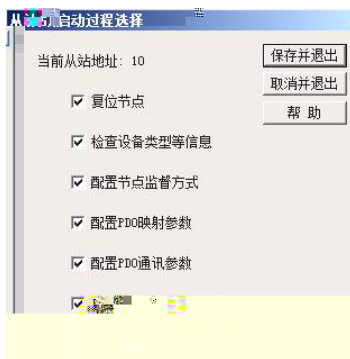 启动过程选择
当前从站地址: 10
保存并退出
取消并退出
帮 助
复位节点
检查设备类型等信息
配置节点监督方式
配置PDO映射参数
配置PDO通讯参数